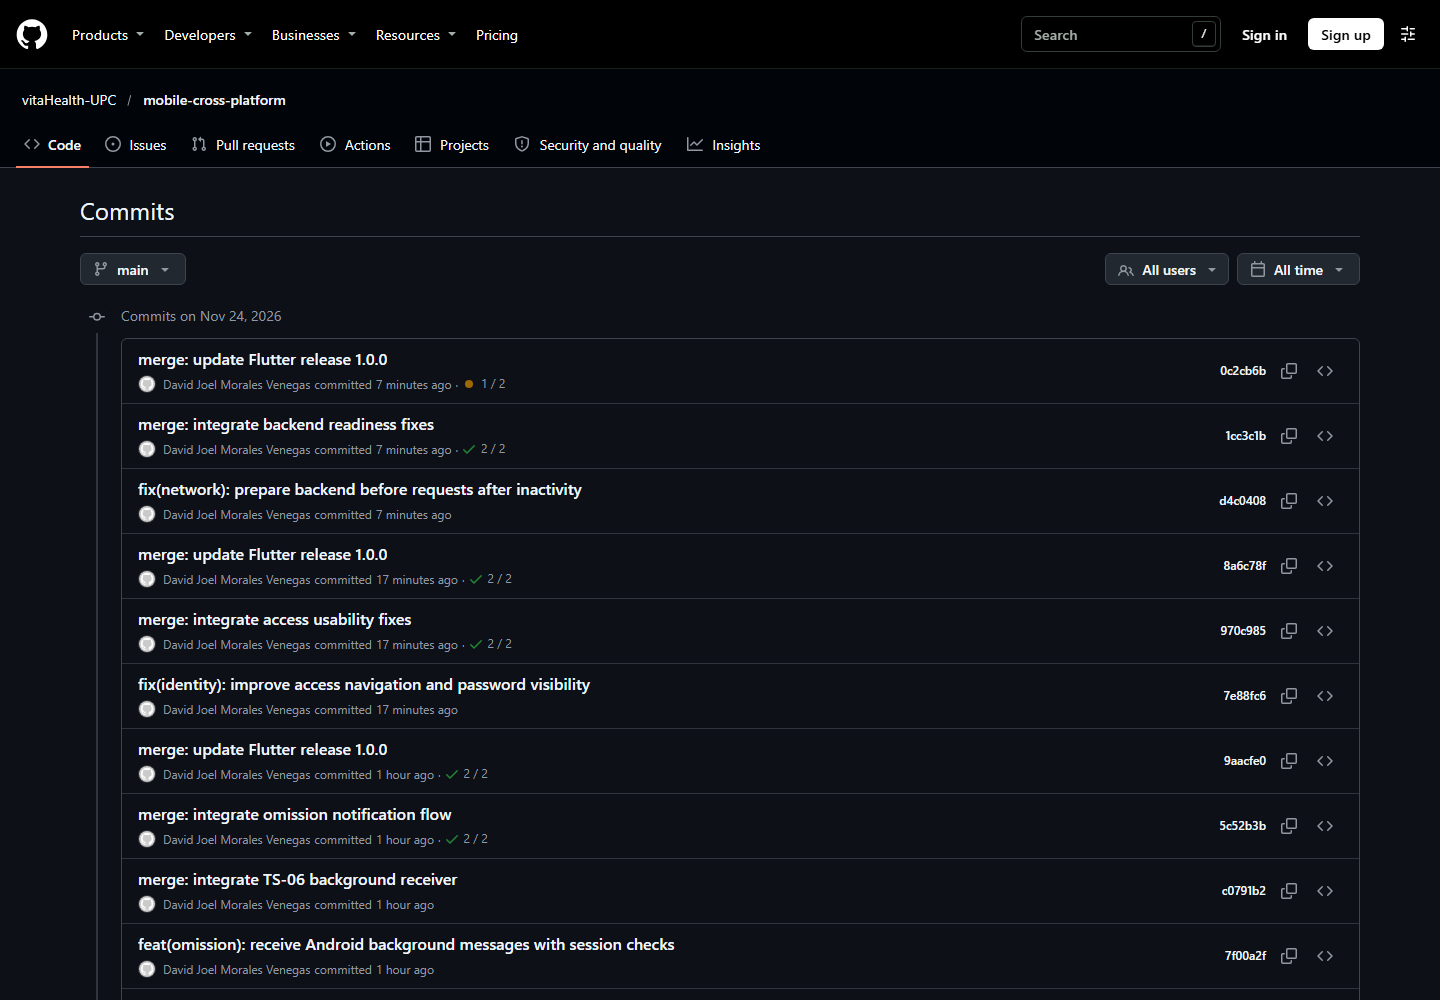 Products Developers Businesses Resources Pricing Search / Sign in Sign up
vitaHealth-UPC / mobile-cross-platform
Code Issues Pull requests Actions Projects Security and quality Insights
Commits
main All users All time
Commits on Nov 24, 2026
merge: update Flutter release 1.0.0
David Joel Morales Venegas committed 7 minutes ago · 1 / 2
0c2cb6b
merge: integrate backend readiness fixes
David Joel Morales Venegas committed 7 minutes ago · 2 / 2
1cc3c1b
fix(network): prepare backend before requests after inactivity
David Joel Morales Venegas committed 7 minutes ago
d4c0408
merge: update Flutter release 1.0.0
David Joel Morales Venegas committed 17 minutes ago · 2 / 2
8a6c78f
merge: integrate access usability fixes
David Joel Morales Venegas committed 17 minutes ago · 2 / 2
970c985
fix(identity): improve access navigation and password visibility
David Joel Morales Venegas committed 17 minutes ago
7e88fc6
merge: update Flutter release 1.0.0
David Joel Morales Venegas committed 1 hour ago · 2 / 2
9aacfe0
merge: integrate omission notification flow
David Joel Morales Venegas committed 1 hour ago · 2 / 2
5c52b3b
merge: integrate TS-06 background receiver
David Joel Morales Venegas committed 1 hour ago
c0791b2
feat(omission): receive Android background messages with session checks
David Joel Morales Venegas committed 1 hour ago
7f00a2f